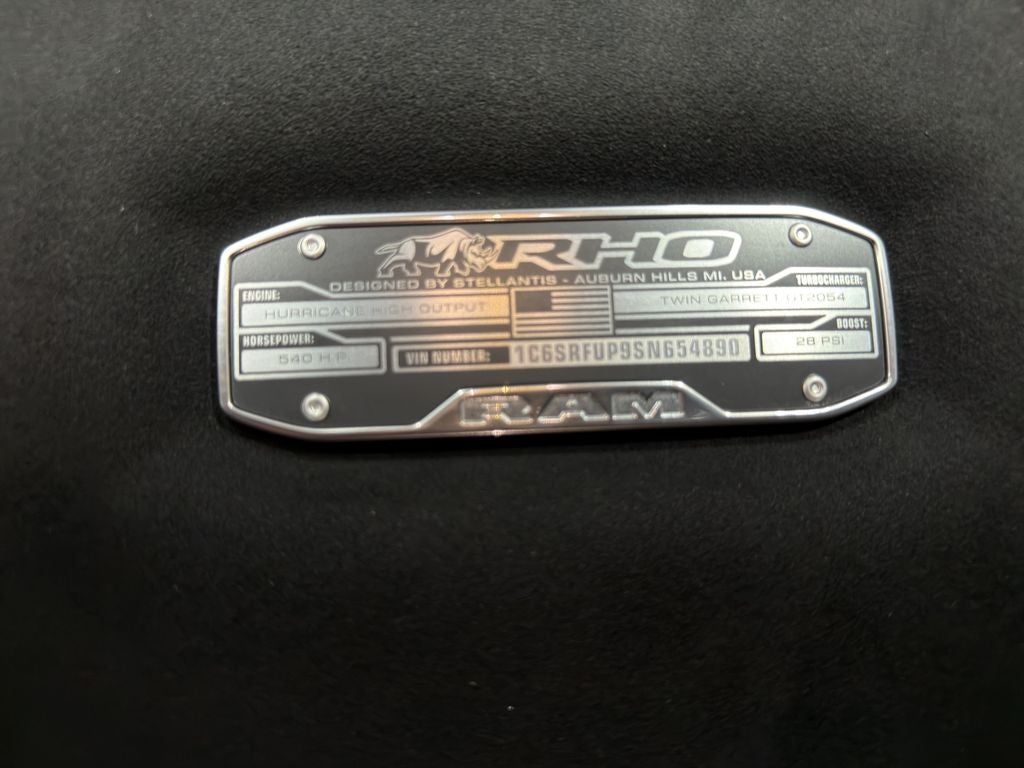 RHO
DESIGNED BY STELLANTIS - AUBURN HILLS MI. USA
ENGINE:
HURRICANE HIGH OUTPUT
TURBOCHARGER:
TWIN GARRETT GT2054
HORSEPOWER:
540 H.P.
VIN NUMBER: 1C6SRFUP9SN654890
BOOST:
28 PSI
RAM